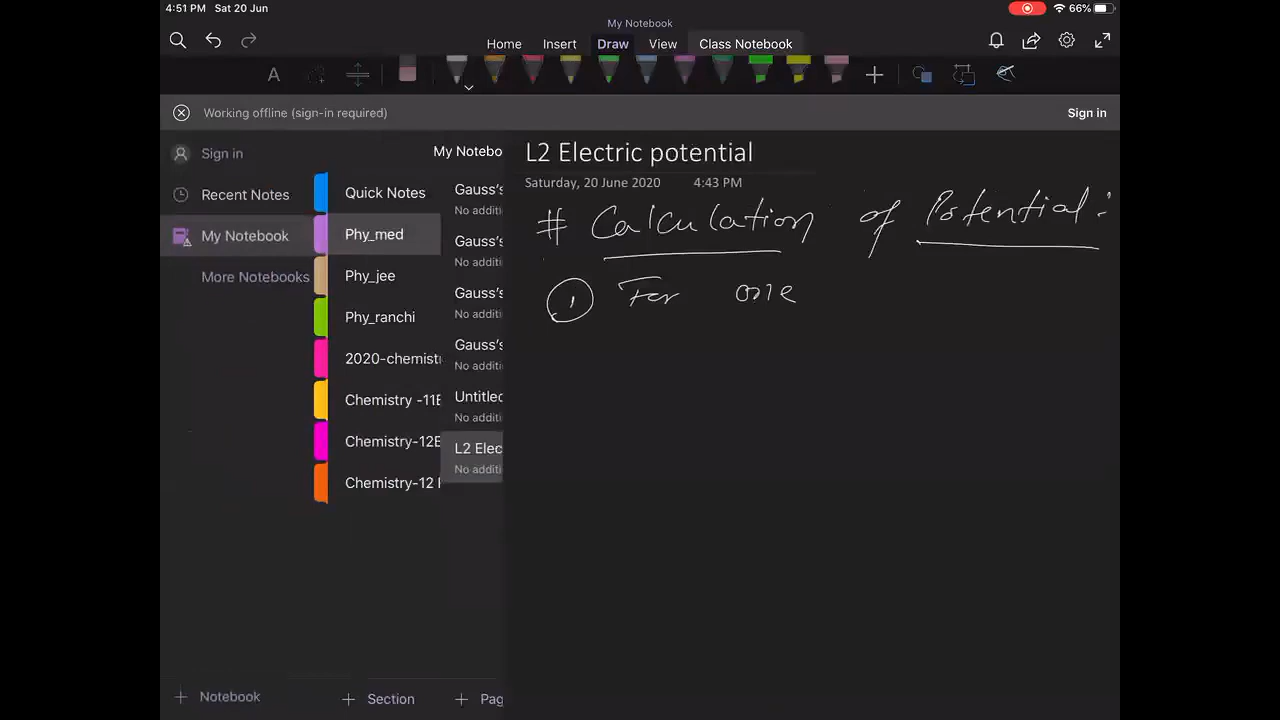 4:51 PM Sat 20 Jun 66%
My Notebook
Home Insert Draw View Class Notebook
A
Working offline (sign-in required) Sign in
Sign in
Recent Notes
My Notebook
More Notebooks
Notebook
Quick Notes
Phy_med
Phy_jee
Phy_ranchi
2020-chemistr
Chemistry -11E
Chemistry-12E
Chemistry-12
Section
My Notebo
Gauss's
No additi
Gauss's
No additi
Gauss's
No additi
Gauss's
No additi
Untitled
No additi
L2 Elec
No additi
Pag
L2 Electric potential
Saturday, 20 June 2020 4:43 PM
# Calculation of Potential :
1 For one